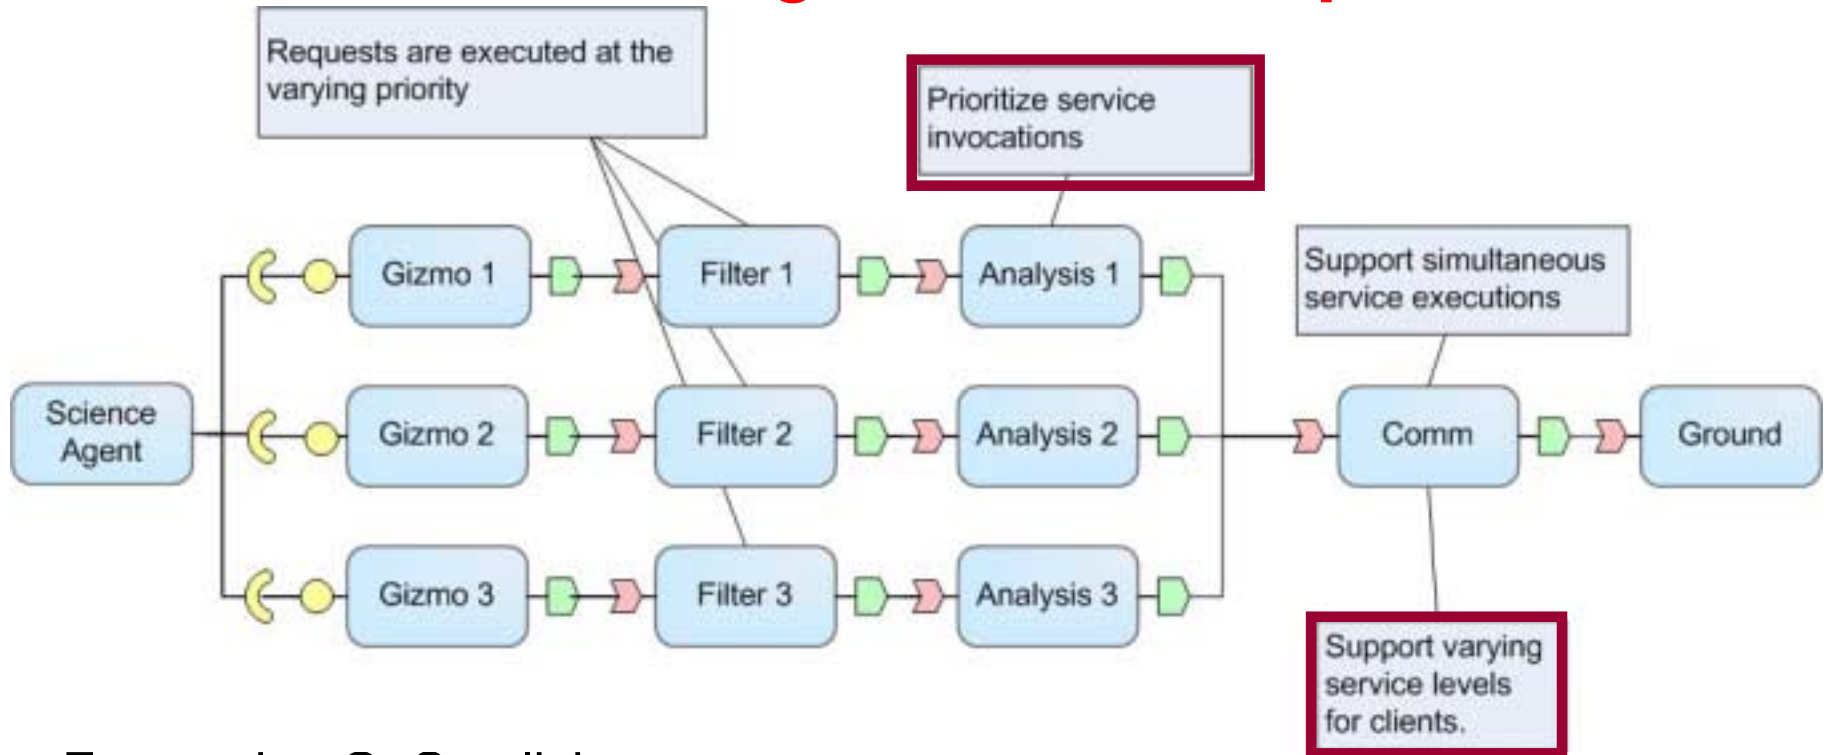 Requests are executed at the
varying priority
Prioritize service
invocations
Support simultaneous
service executions
Gizmo 1
Filter 1
Analysis 1
Science
Agent
Gizmo 2
Filter 2
Analysis 2
Comm
Ground
Gizmo 3
Filter 3
Analysis 3
Support varying
service levels
for clients.